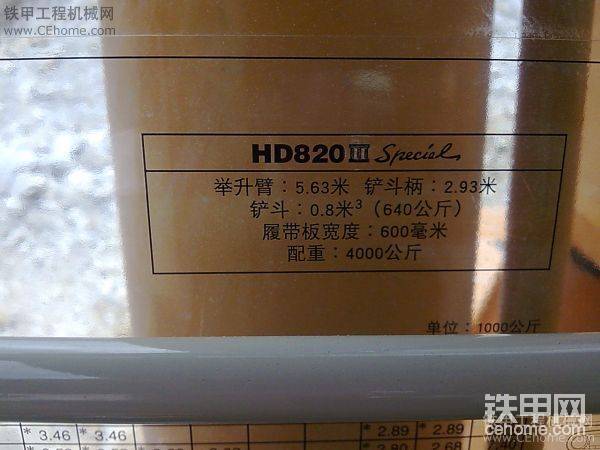 铁甲工程机械网
www.CEhome.com
HD820Ⅲ Special
举升臂：5.63米 铲斗柄：2.93米
铲斗：0.8米³（640公斤）
履带板宽度：600毫米
配重：4000公斤
单位：1000公斤
铁甲网
cehome.com
* 3.46 * 3.46 * 2.89 * 2.89
2.68